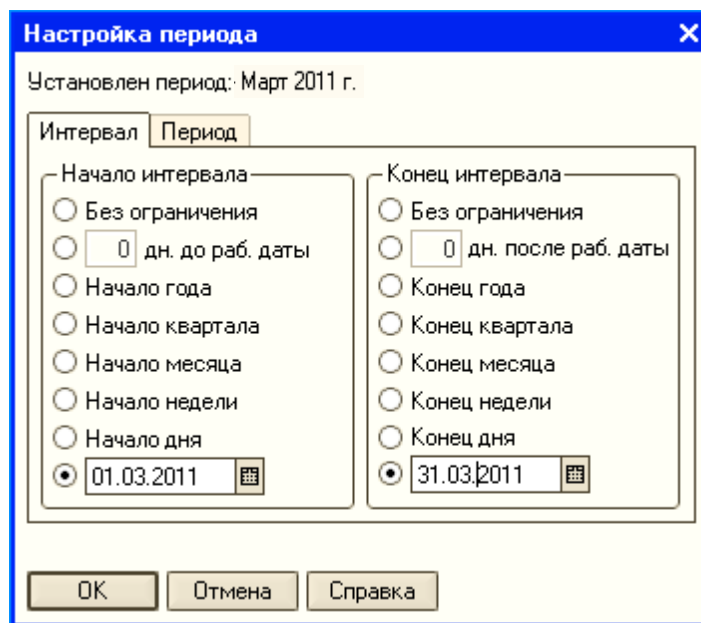 Настройка периода
Установлен период: Март 2011 г.
Интервал Период
Начало интервала
Без ограничения
0 дн. до раб. даты
Начало года
Начало квартала
Начало месяца
Начало недели
Начало дня
01.03.2011
Конец интервала
Без ограничения
0 дн. после раб. даты
Конец года
Конец квартала
Конец месяца
Конец недели
Конец дня
31.03.2011
OK Отмена Справка